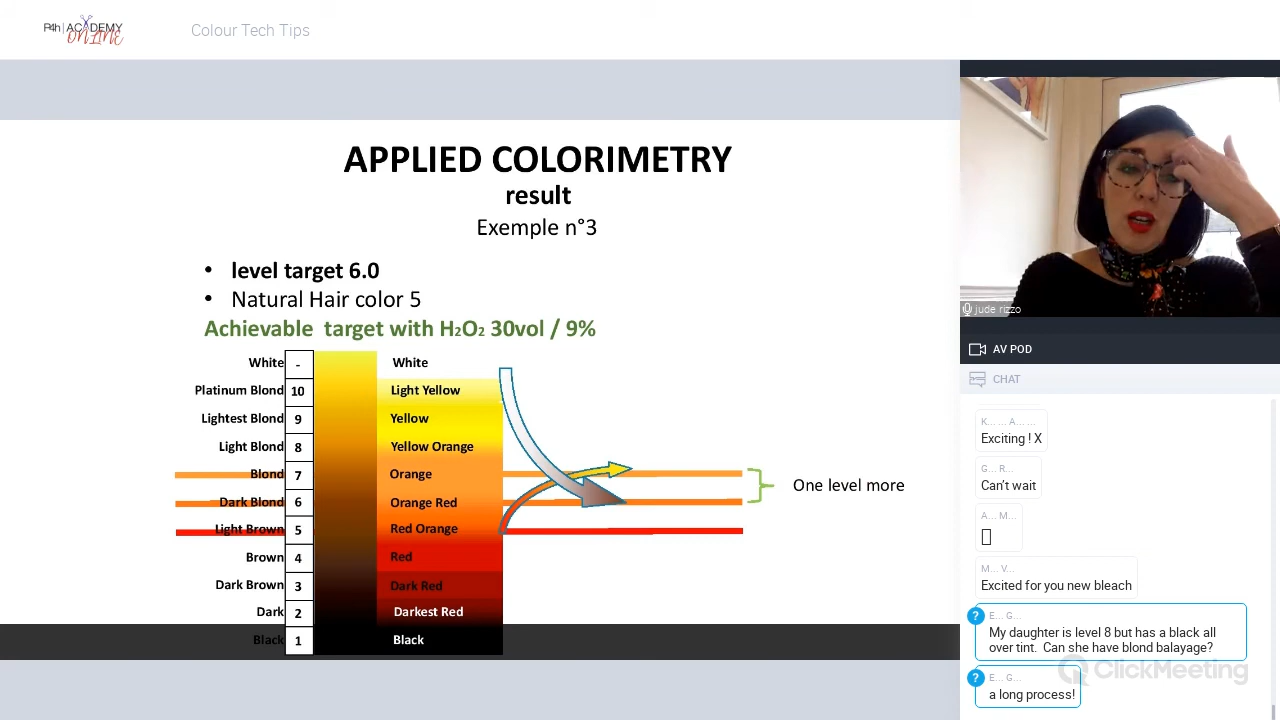 P4h | ACADEMY
ONLINE
Colour Tech Tips
APPLIED COLORIMETRY
result
Exemple n°3
• level target 6.0
• Natural Hair color 5
Achievable target with H₂O₂ 30vol / 9%
White - White
Platinum Blond 10 Light Yellow
Lightest Blond 9 Yellow
Light Blond 8 Yellow Orange
Blond 7 Orange
Dark Blond 6 Orange Red
Light Brown 5 Red Orange
Brown 4 Red
Dark Brown 3 Dark Red
Dark 2 Darkest Red
Black 1 Black
One level more
jude rizzo
AV POD
CHAT
K... ... A... ...
Exciting ! X
G... R...
Can't wait
A... M...
M... V...
Excited for you new bleach
?
E... G...
My daughter is level 8 but has a black all
over tint. Can she have blond balayage?
?
E... G...
a long process!
ClickMeeting